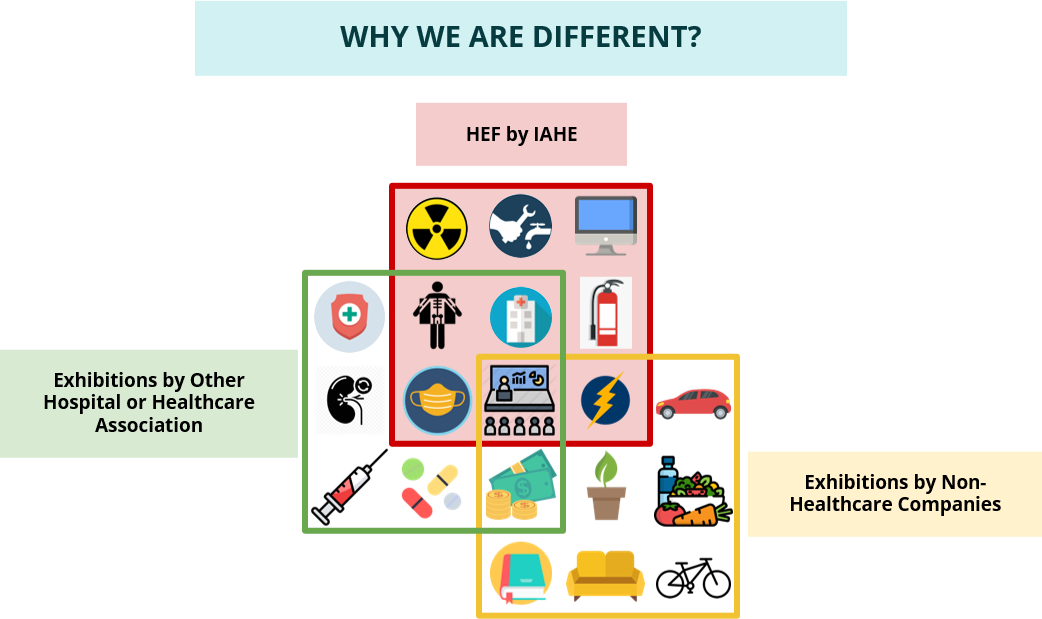 WHY WE ARE DIFFERENT?
HEF by IAHE
Exhibitions by Other
Hospital or Healthcare
Association
Exhibitions by Non-
Healthcare Companies